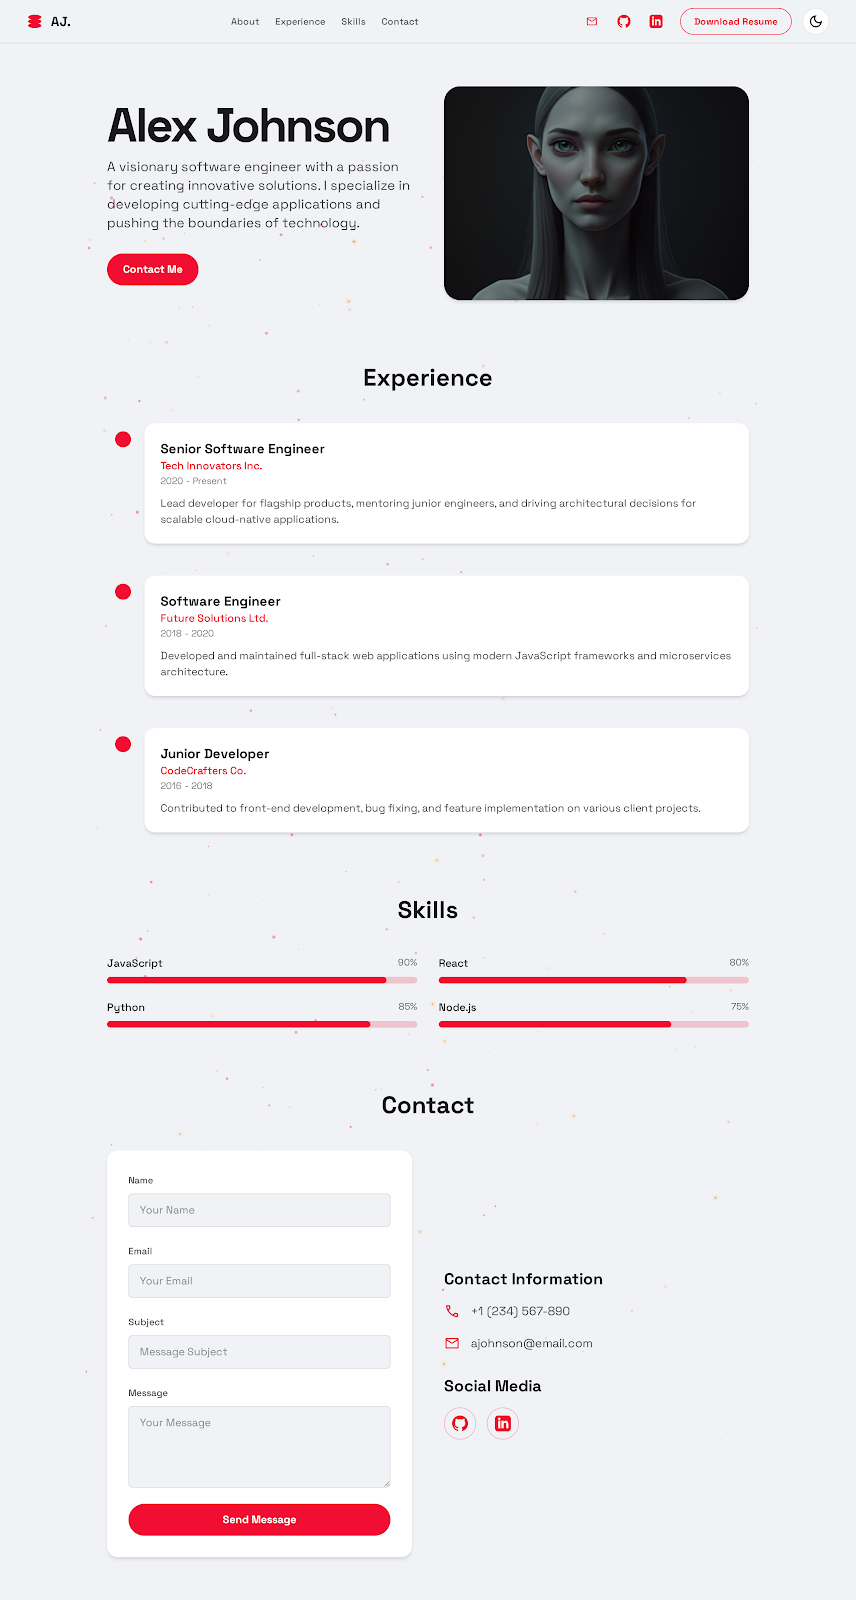 AJ.
About
Experience
Skills
Contact
Download Resume
Alex Johnson
A visionary software engineer with a passion
for creating innovative solutions. I specialize in
developing cutting-edge applications and
pushing the boundaries of technology.
Contact Me
Experience
Senior Software Engineer
Tech Innovators Inc.
2020 - Present
Lead developer for flagship products, mentoring junior engineers, and driving architectural decisions for
scalable cloud-native applications.
Software Engineer
Future Solutions Ltd.
2018 - 2020
Developed and maintained full-stack web applications using modern JavaScript frameworks and microservices
architecture.
Junior Developer
CodeCrafters Co.
2016 - 2018
Contributed to front-end development, bug fixing, and feature implementation on various client projects.
Skills
JavaScript 90%
React 80%
Python 85%
Node.js 75%
Contact
Name
Your Name
Email
Your Email
Subject
Message Subject
Message
Your Message
Send Message
Contact Information
+1 (234) 567-890
ajohnson@email.com
Social Media